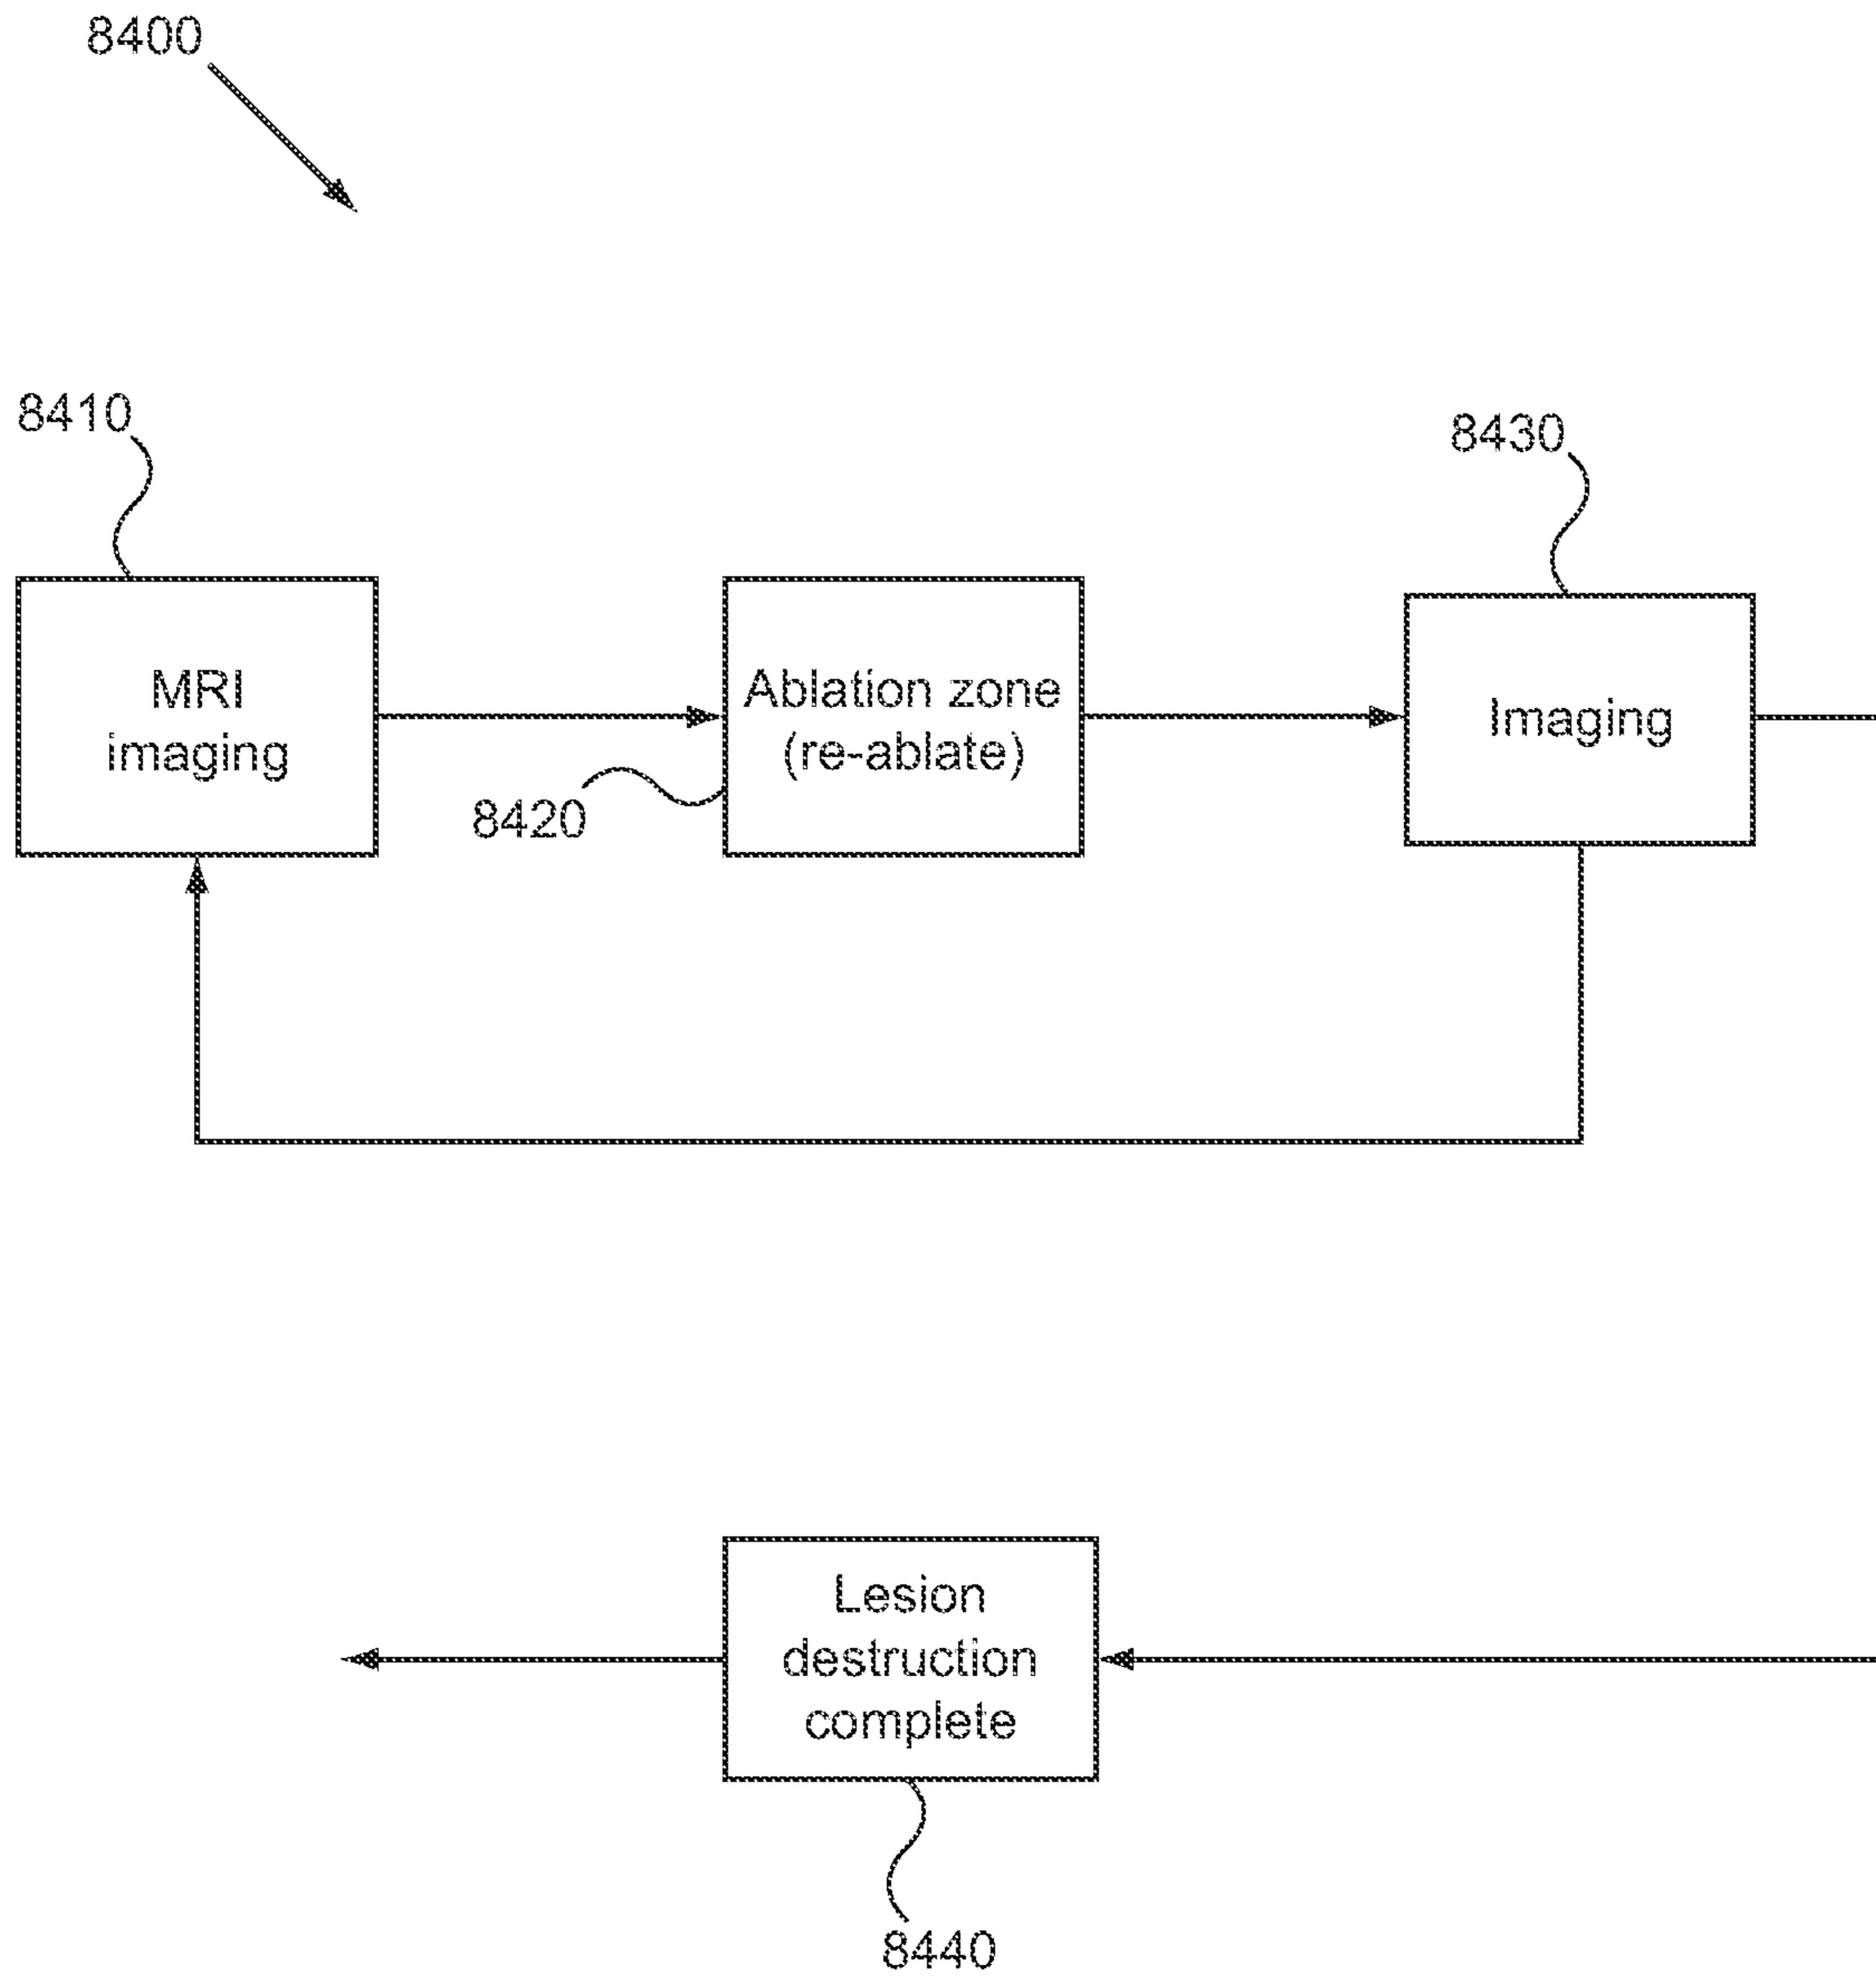 8400
8410
8430
MRI
imaging
Ablation zone
(re-ablate)
Imaging
8420
Lesion
destruction
complete
8440